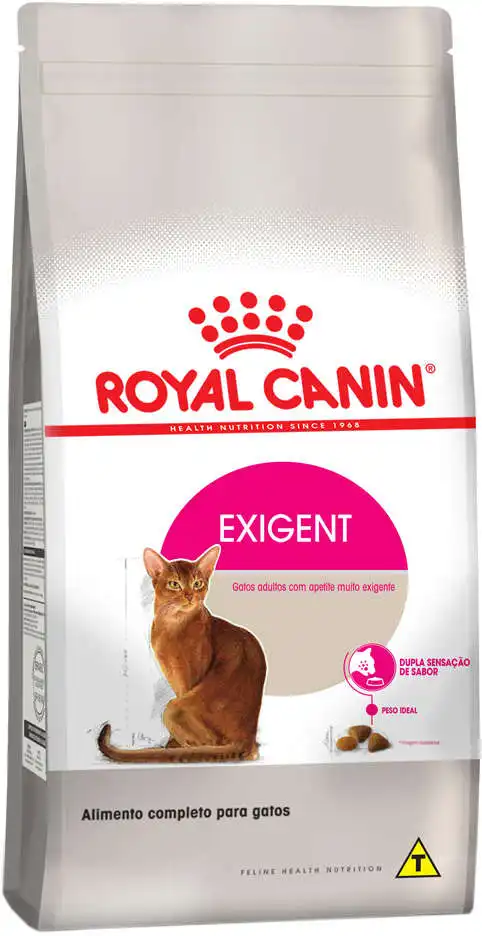 ROYAL CANIN®
HEALTH NUTRITION SINCE 1968
EXIGENT
Gatos adultos com apetite muito exigente
DUPLA SENSAÇÃO
DE SABOR
PESO IDEAL
Alimento completo para gatos
FELINE HEALTH NUTRITION
T